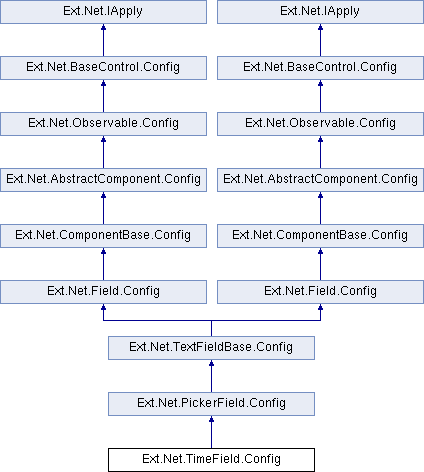 Ext.Net.IApply
Ext.Net.IApply
Ext.Net.BaseControl.Config
Ext.Net.BaseControl.Config
Ext.Net.Observable.Config
Ext.Net.Observable.Config
Ext.Net.AbstractComponent.Config
Ext.Net.AbstractComponent.Config
Ext.Net.ComponentBase.Config
Ext.Net.ComponentBase.Config
Ext.Net.Field.Config
Ext.Net.Field.Config
Ext.Net.TextFieldBase.Config
Ext.Net.PickerField.Config
Ext.Net.TimeField.Config